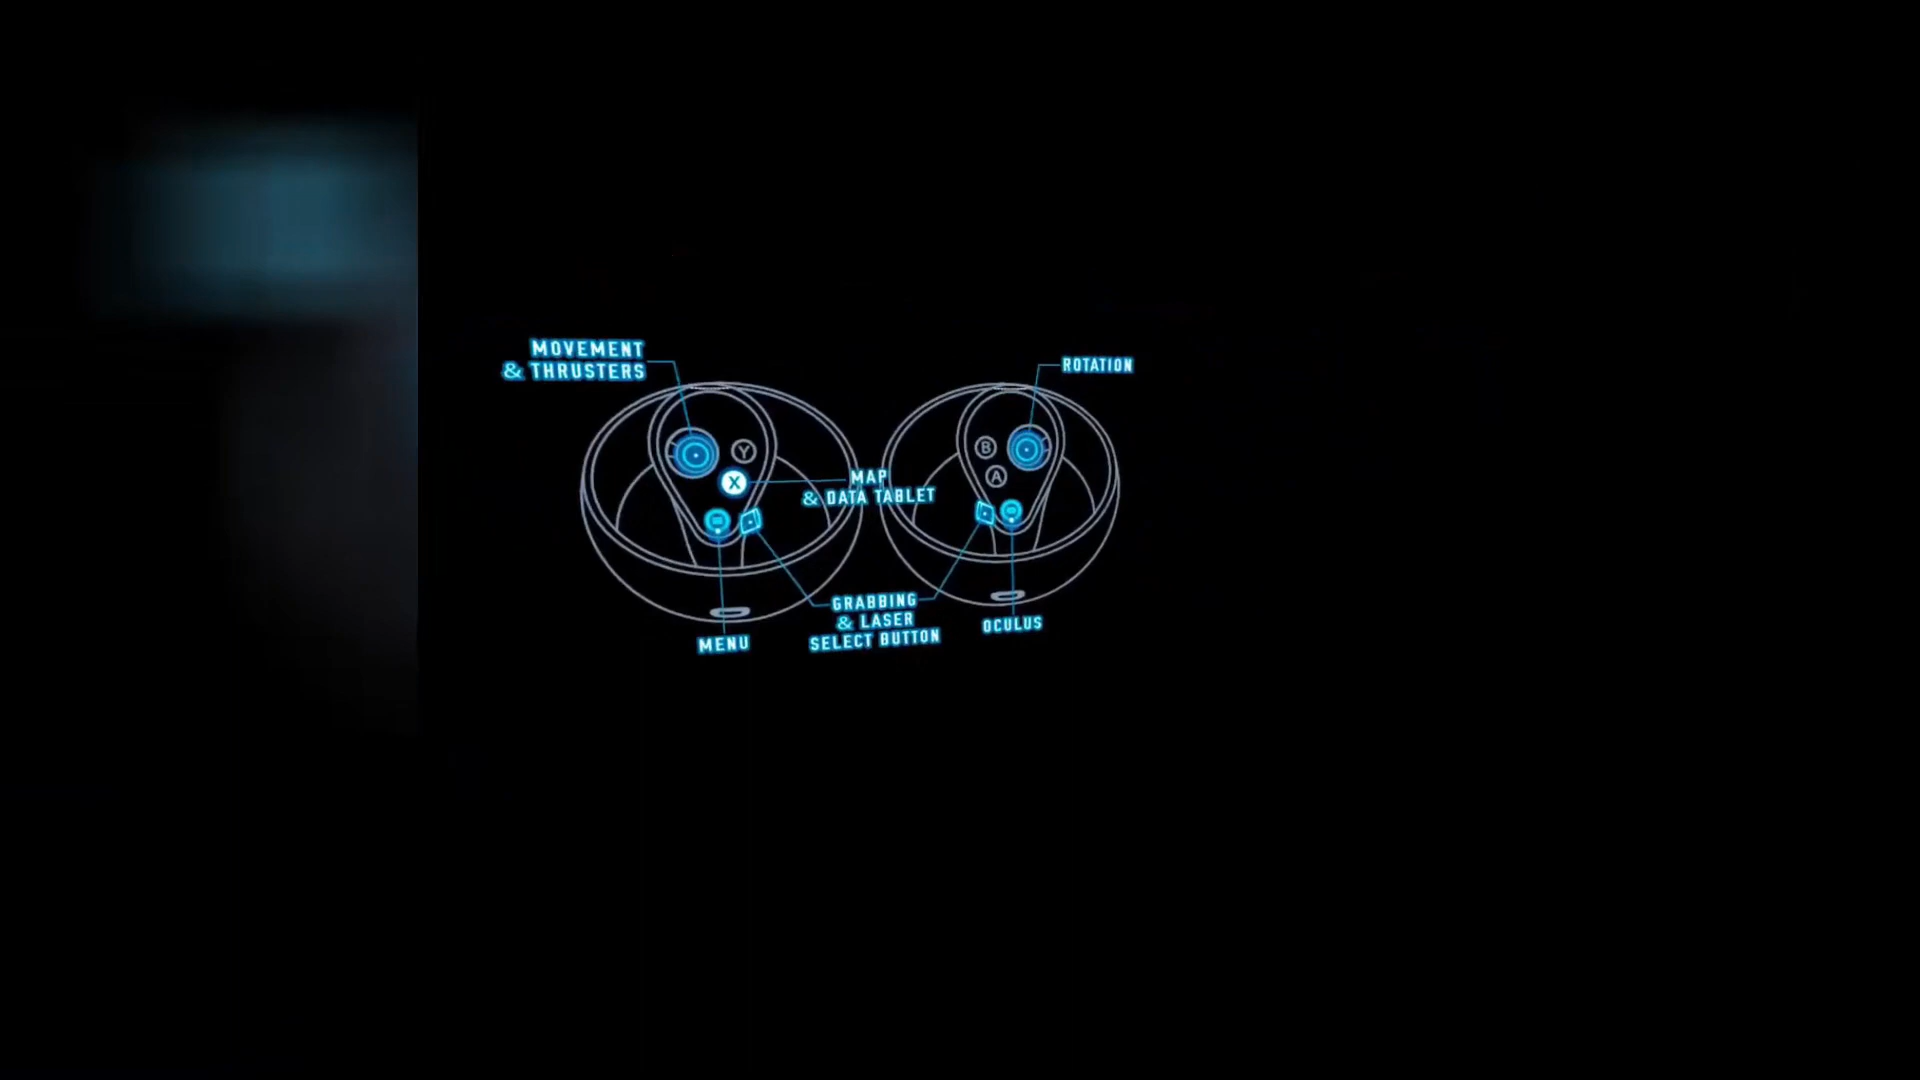 MOVEMENT
& THRUSTERS
ROTATION
Y
B
X
A
MAP
& DATA TABLET
GRABBING
& LASER
SELECT BUTTON
MENU
OCULUS